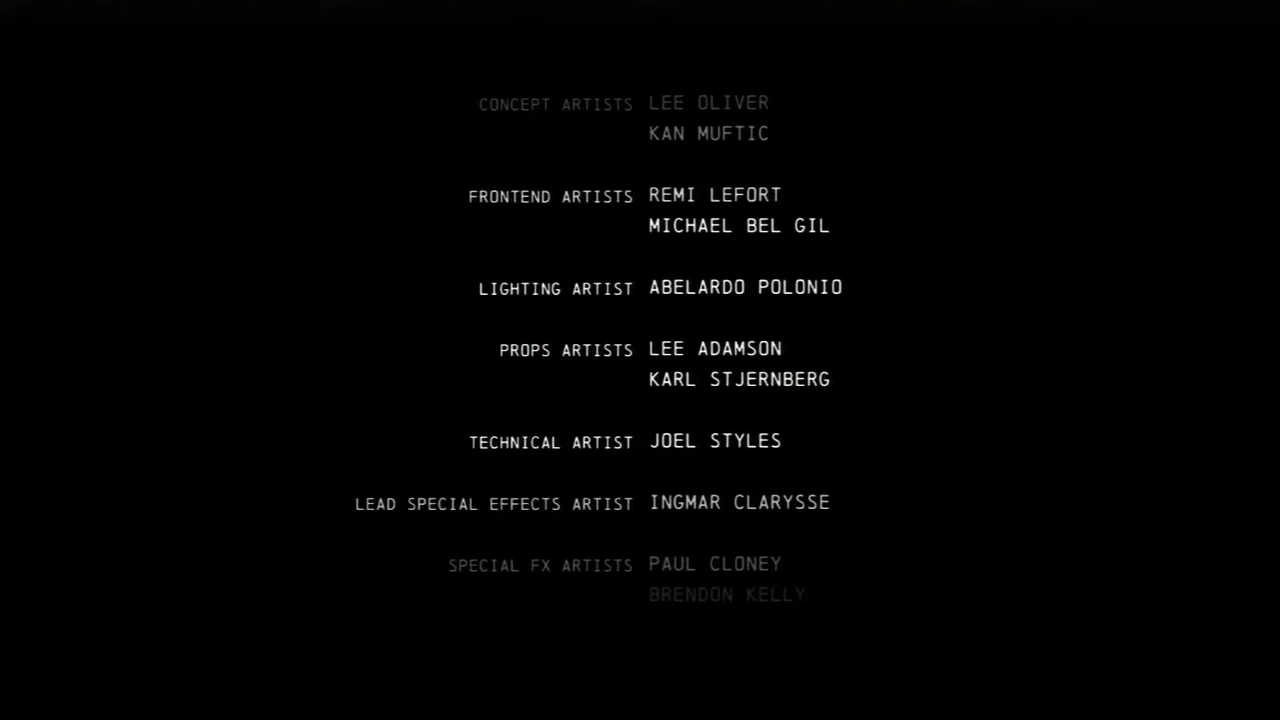 CONCEPT ARTISTS LEE OLIVER
KAN MUFTIC
FRONTEND ARTISTS REMI LEFORT
MICHAEL BEL GIL
LIGHTING ARTIST ABELARDO POLONIO
PROPS ARTISTS LEE ADAMSON
KARL STJERNBERG
TECHNICAL ARTIST JOEL STYLES
LEAD SPECIAL EFFECTS ARTIST INGMAR CLARYSSE
SPECIAL FX ARTISTS PAUL CLONEY
BRENDON KELLY